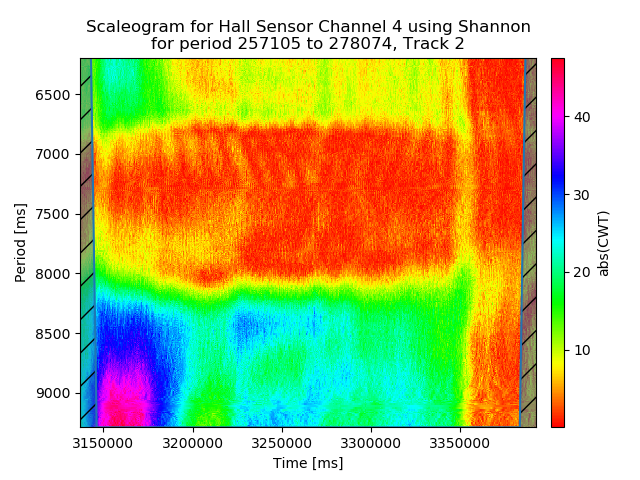 Scaleogram for Hall Sensor Channel 4 using Shannon
for period 257105 to 278074, Track 2
6500
7000
7500
8000
8500
9000
Period [ms]
3150000 3200000 3250000 3300000 3350000
Time [ms]
40
30
20
10
abs(CWT)